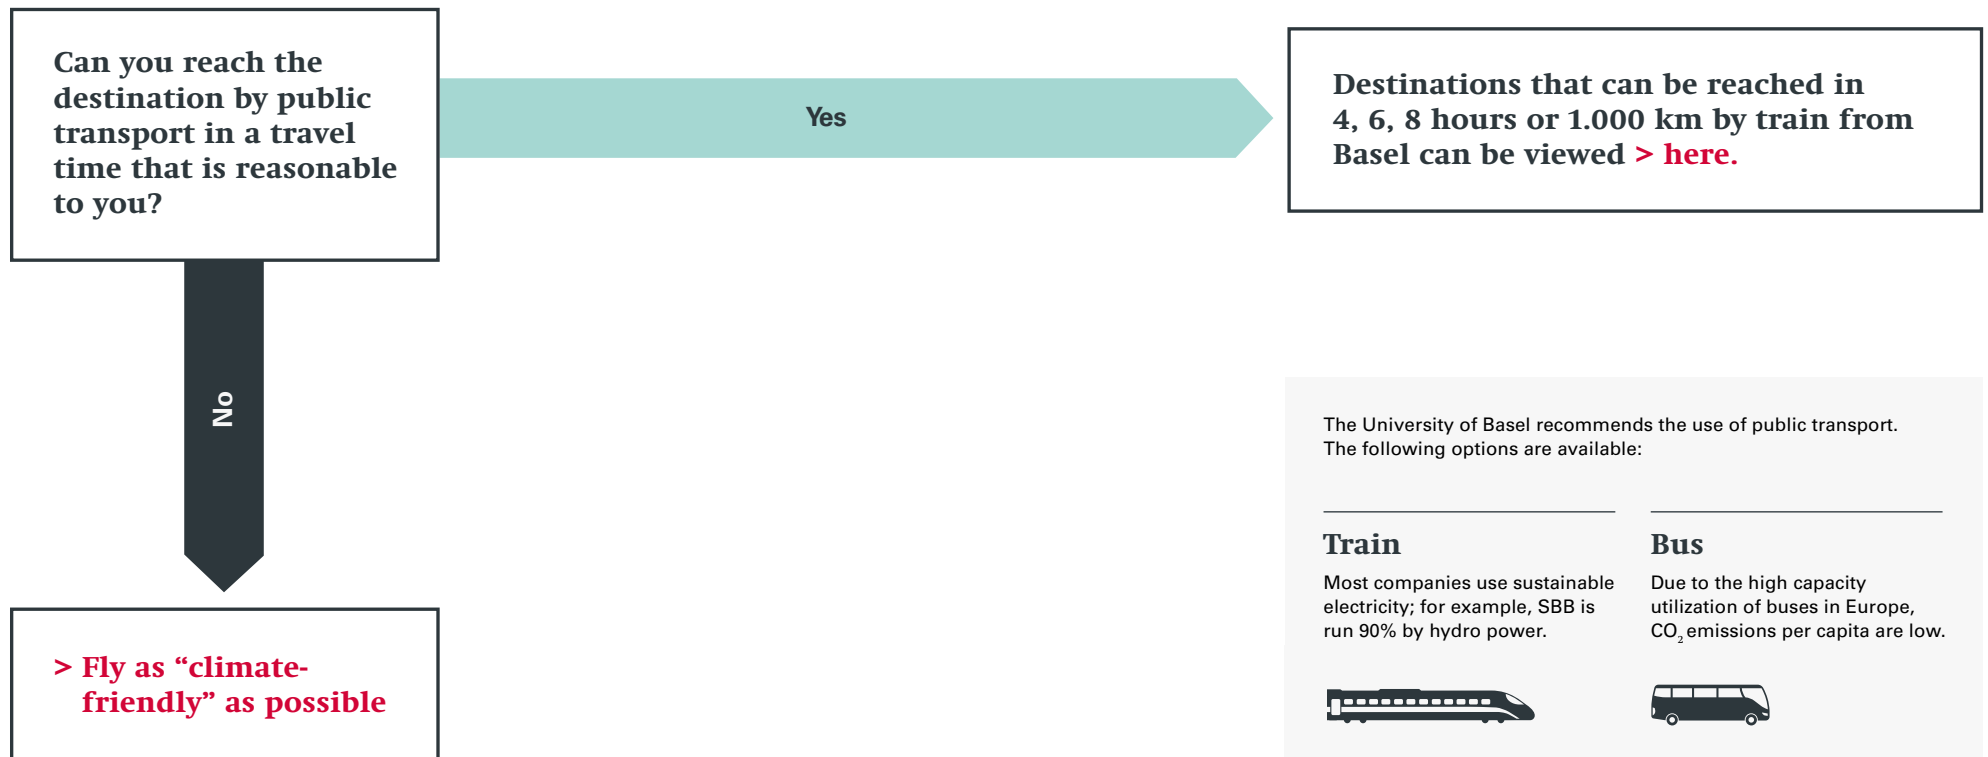 Can you reach the
destination by public
transport in a travel
time that is reasonable
to you?
Yes
Destinations that can be reached in
4, 6, 8 hours or 1.000 km by train from
Basel can be viewed > here.
No
> Fly as “climate-
friendly” as possible
The University of Basel recommends the use of public transport.
The following options are available:
Train
Most companies use sustainable
electricity; for example, SBB is
run 90% by hydro power.
Bus
Due to the high capacity
utilization of buses in Europe,
CO₂ emissions per capita are low.